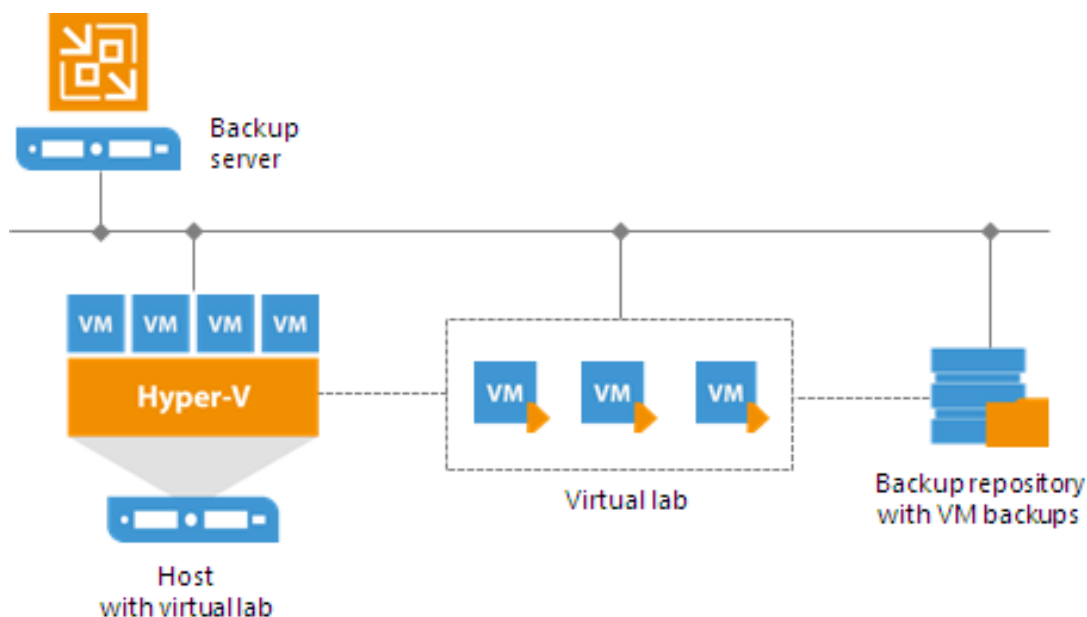 Backup
server
VM VM VM VM
Hyper-V
VM VM VM
Virtual lab
Backup repository
with VM backups
Host
with virtual lab